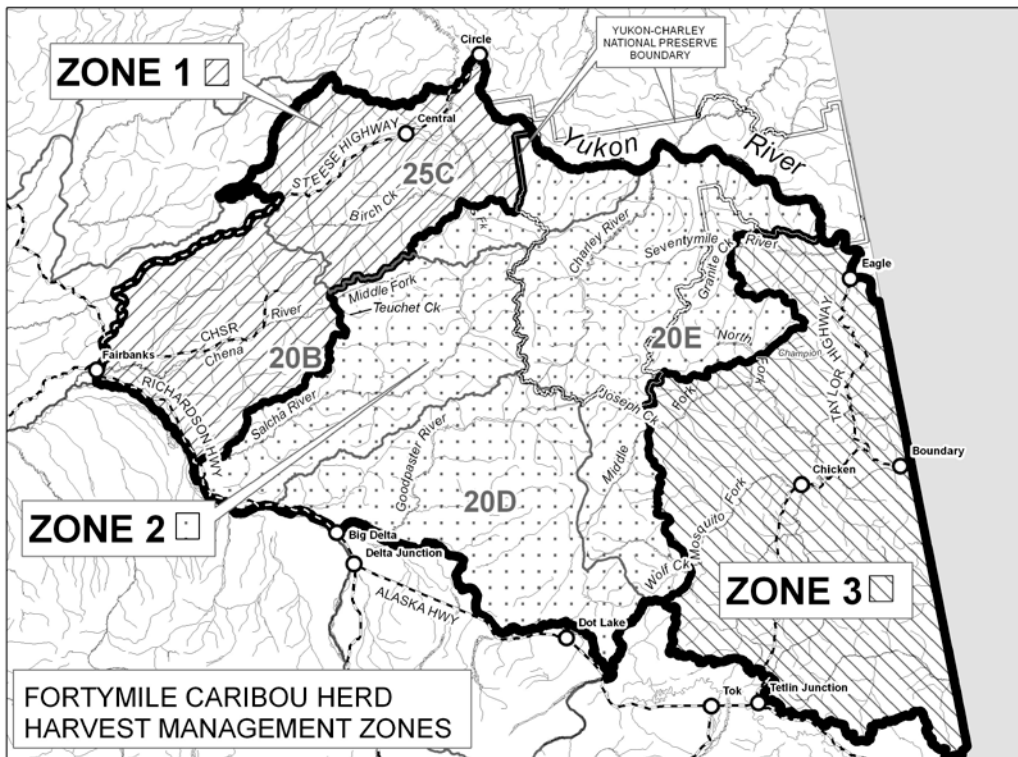 Circle
YUKON-CHARLEY
NATIONAL PRESERVE
BOUNDARY
ZONE 1
Central
STEESE HIGHWAY
25C
Birch Ck
Yukon River
Fk
Charley River
Seventymile River
Granite Ck
Eagle
Middle Fork
Teuchet Ck
CHSR
Chena River
20B
20E
North Fork
Champion
TAYLOR HIGHWAY
Fairbanks
RICHARDSON HWY
Salcha River
Joseph Ck
Middle Fork
Goodpaster River
Boundary
Chicken
Mosquito Fork
20D
ZONE 2
Big Delta
Delta Junction
Wolf Ck
ZONE 3
ALASKA HWY
Dot Lake
Tok
Tetlin Junction
FORTYMILE CARIBOU HERD
HARVEST MANAGEMENT ZONES